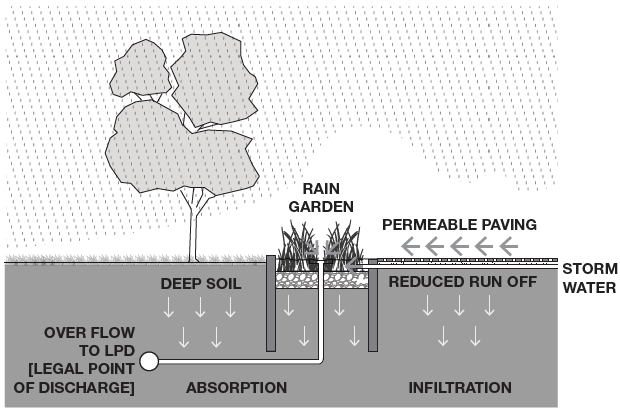 RAIN
GARDEN
PERMEABLE PAVING
DEEP SOIL
REDUCED RUN OFF
STORM
WATER
OVER FLOW
TO LPD
[LEGAL POINT
OF DISCHARGE]
ABSORPTION
INFILTRATION